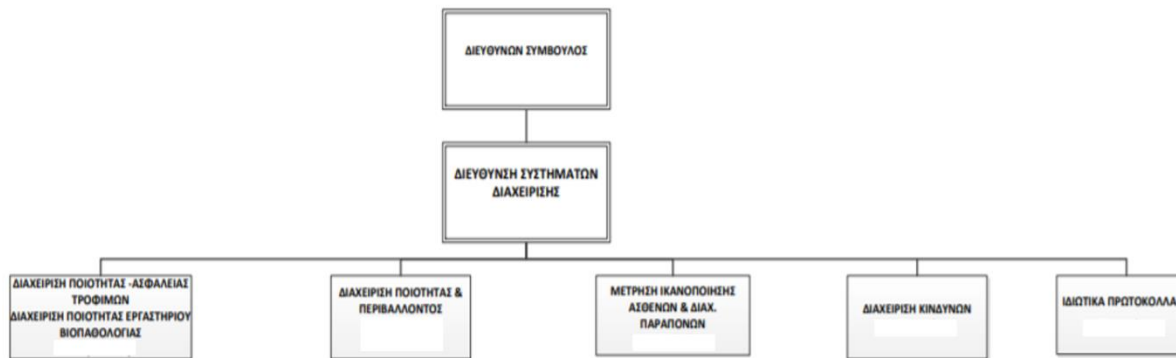 ΔΙΕΥΘΥΝΩΝ ΣΥΜΒΟΥΛΟΣ
ΔΙΕΥΘΥΝΣΗ ΣΥΣΤΗΜΑΤΩΝ
ΔΙΑΧΕΙΡΙΣΗΣ
ΔΙΑΧΕΙΡΙΣΗ ΠΟΙΟΤΗΤΑΣ -ΑΣΦΑΛΕΙΑΣ
ΤΡΟΦΙΜΩΝ
ΔΙΑΧΕΙΡΙΣΗ ΠΟΙΟΤΗΤΑΣ ΕΡΓΑΣΤΗΡΙΟΥ
ΒΙΟΠΑΘΟΛΟΓΙΑΣ
ΔΙΑΧΕΙΡΙΣΗ ΠΟΙΟΤΗΤΑΣ &
ΠΕΡΙΒΑΛΛΟΝΤΟΣ
ΜΕΤΡΗΣΗ ΙΚΑΝΟΠΟΙΗΣΗΣ
ΑΣΘΕΝΩΝ & ΔΙΑΧ.
ΠΑΡΑΠΟΝΩΝ
ΔΙΑΧΕΙΡΙΣΗ ΚΙΝΔΥΝΩΝ
ΙΔΙΩΤΙΚΑ ΠΡΩΤΟΚΟΛΛΑ